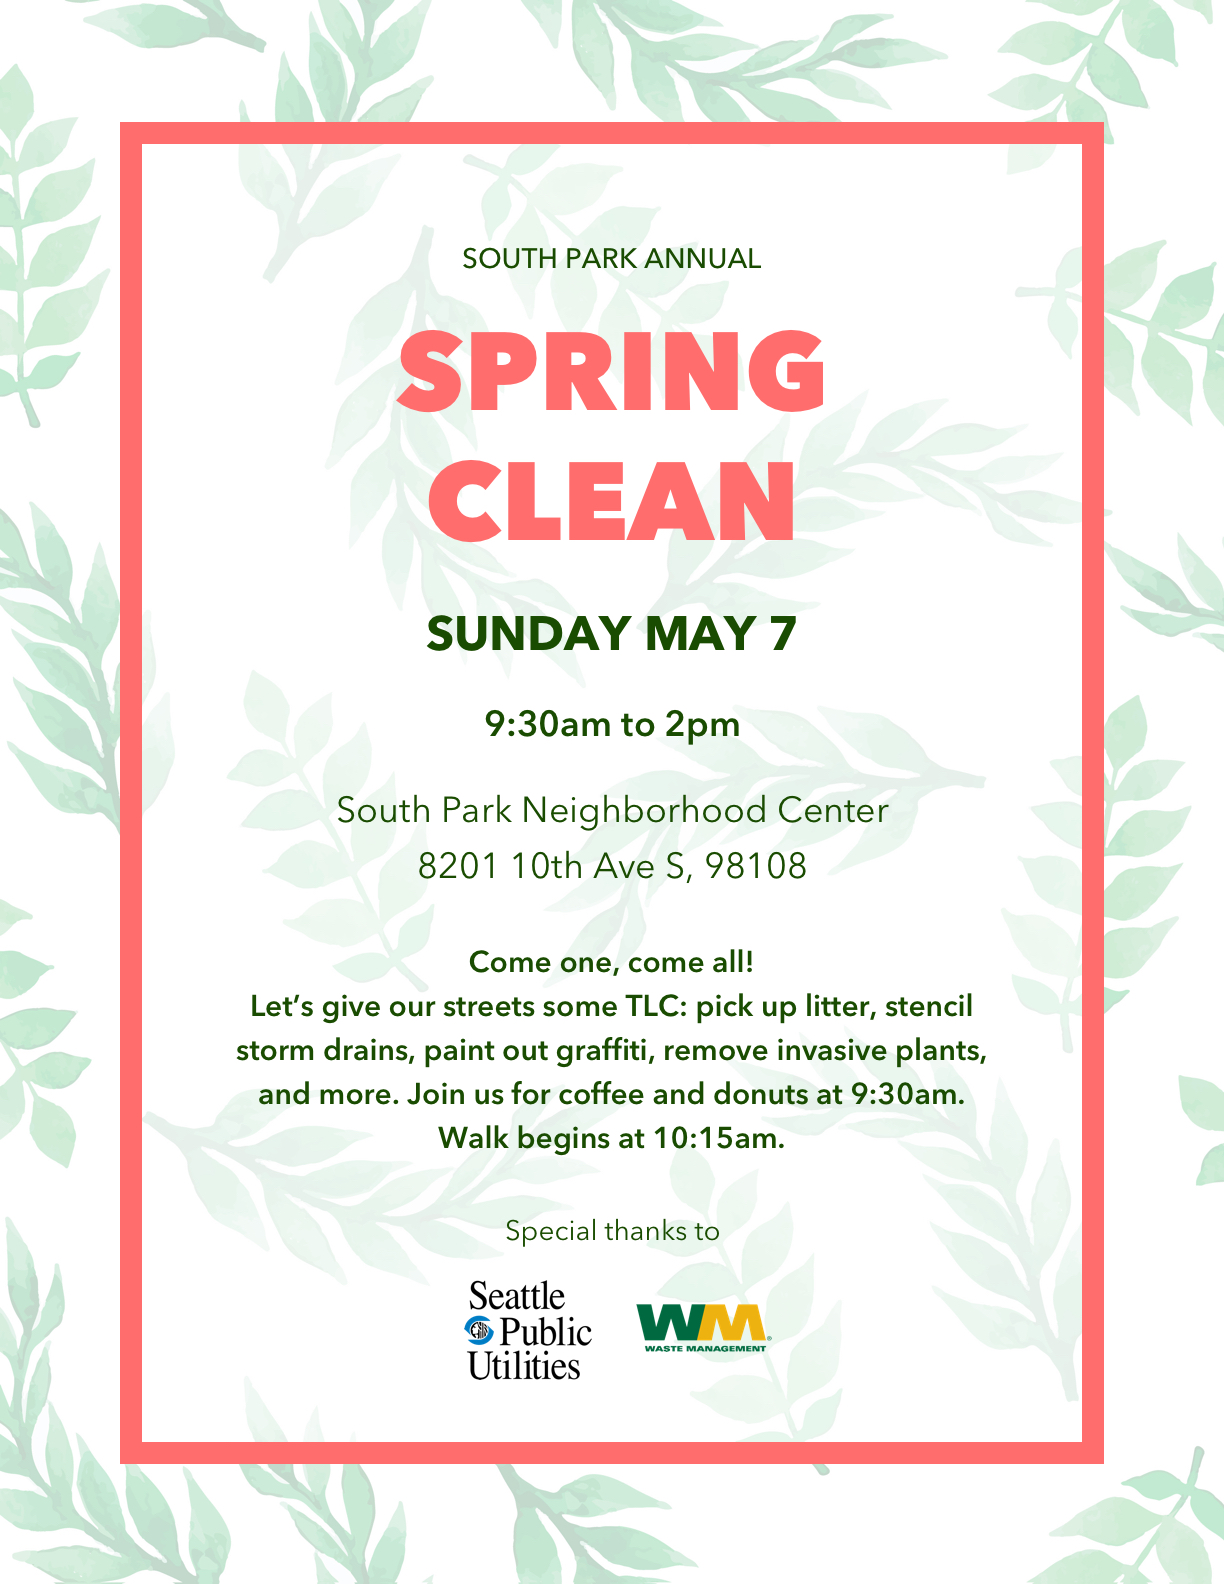 SOUTH PARK ANNUAL
SPRING
CLEAN
SUNDAY MAY 7
9:30am to 2pm
South Park Neighborhood Center
8201 10th Ave S, 98108
Come one, come all!
Let’s give our streets some TLC: pick up litter, stencil
storm drains, paint out graffiti, remove invasive plants,
and more. Join us for coffee and donuts at 9:30am.
Walk begins at 10:15am.
Special thanks to
Seattle
Public
Utilities
WM
WASTE MANAGEMENT